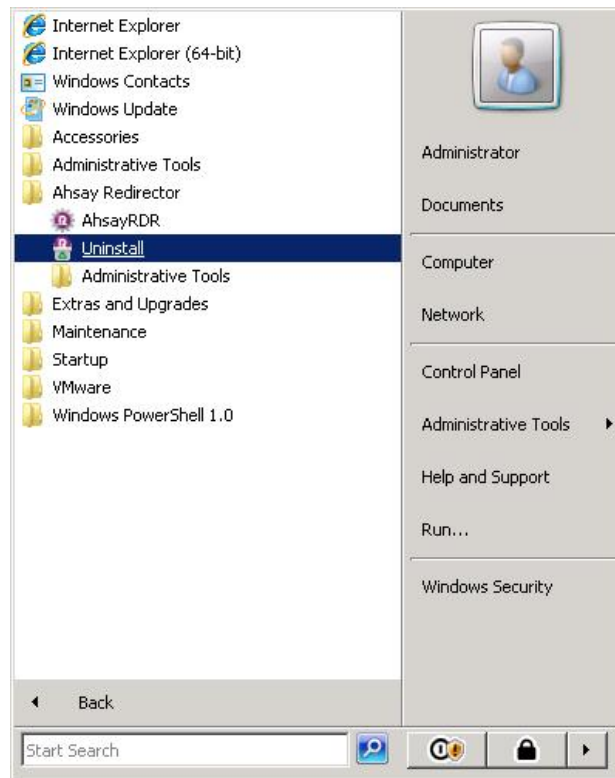 Internet Explorer
Internet Explorer (64-bit)
Windows Contacts
Windows Update
Accessories
Administrative Tools
Ahsay Redirector
AhsayRDR
Uninstall
Administrative Tools
Extras and Upgrades
Maintenance
Startup
VMware
Windows PowerShell 1.0
Back
Start Search
Administrator
Documents
Computer
Network
Control Panel
Administrative Tools
Help and Support
Run...
Windows Security